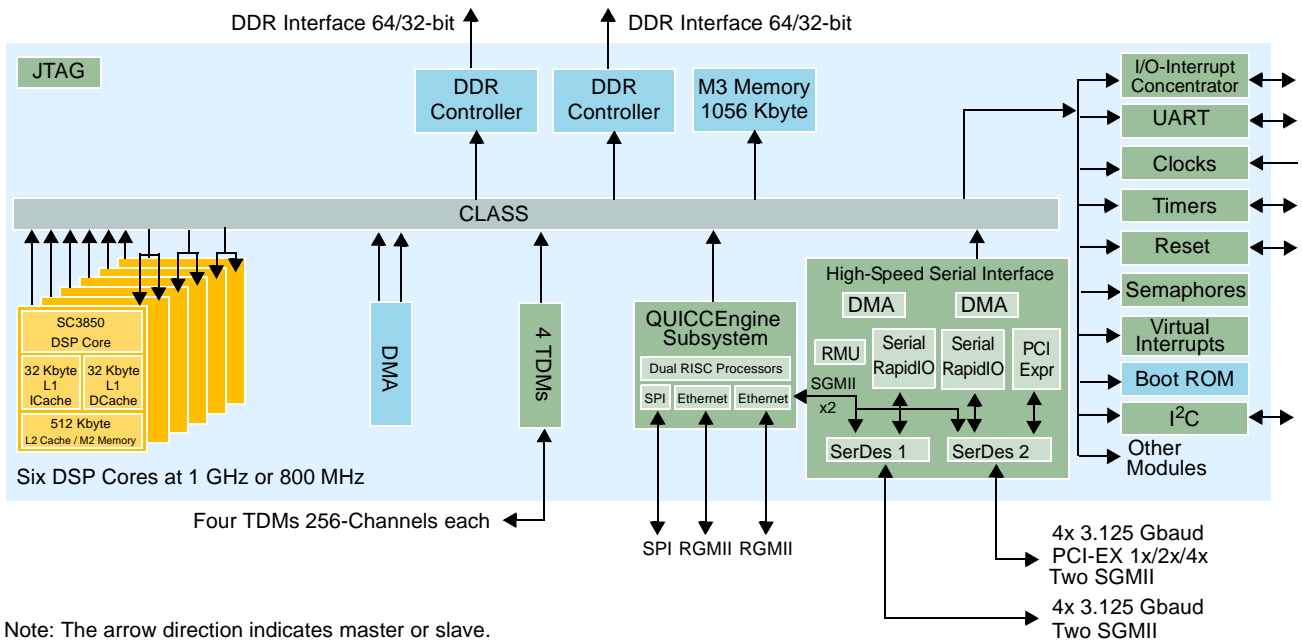 DDR Interface 64/32-bit
DDR Interface 64/32-bit
JTAG
DDR
Controller
DDR
Controller
M3 Memory
1056 Kbyte
I/O-Interrupt
Concentrator
UART
Clocks
Timers
Reset
Semaphores
Virtual
Interrupts
Boot ROM
I²C
Other
Modules
CLASS
SC3850
DSP Core
32 Kbyte
L1
ICache
32 Kbyte
L1
DCache
512 Kbyte
L2 Cache / M2 Memory
Six DSP Cores at 1 GHz or 800 MHz
DMA
4 TDMs
Four TDMs 256-Channels each
QUICCEngine
Subsystem
Dual RISC Processors
SPI
Ethernet
Ethernet
SPI
RGMII
RGMII
High-Speed Serial Interface
DMA
DMA
RMU
Serial
RapidIO
Serial
RapidIO
PCI
Expr
SGMII
x2
SerDes 1
SerDes 2
4x 3.125 Gbaud
PCI-EX 1x/2x/4x
Two SGMII
4x 3.125 Gbaud
Two SGMII
Note: The arrow direction indicates master or slave.